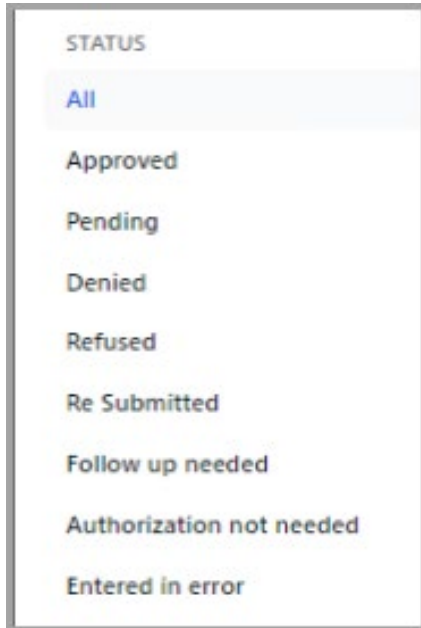 STATUS
All
Approved
Pending
Denied
Refused
Re Submitted
Follow up needed
Authorization not needed
Entered in error